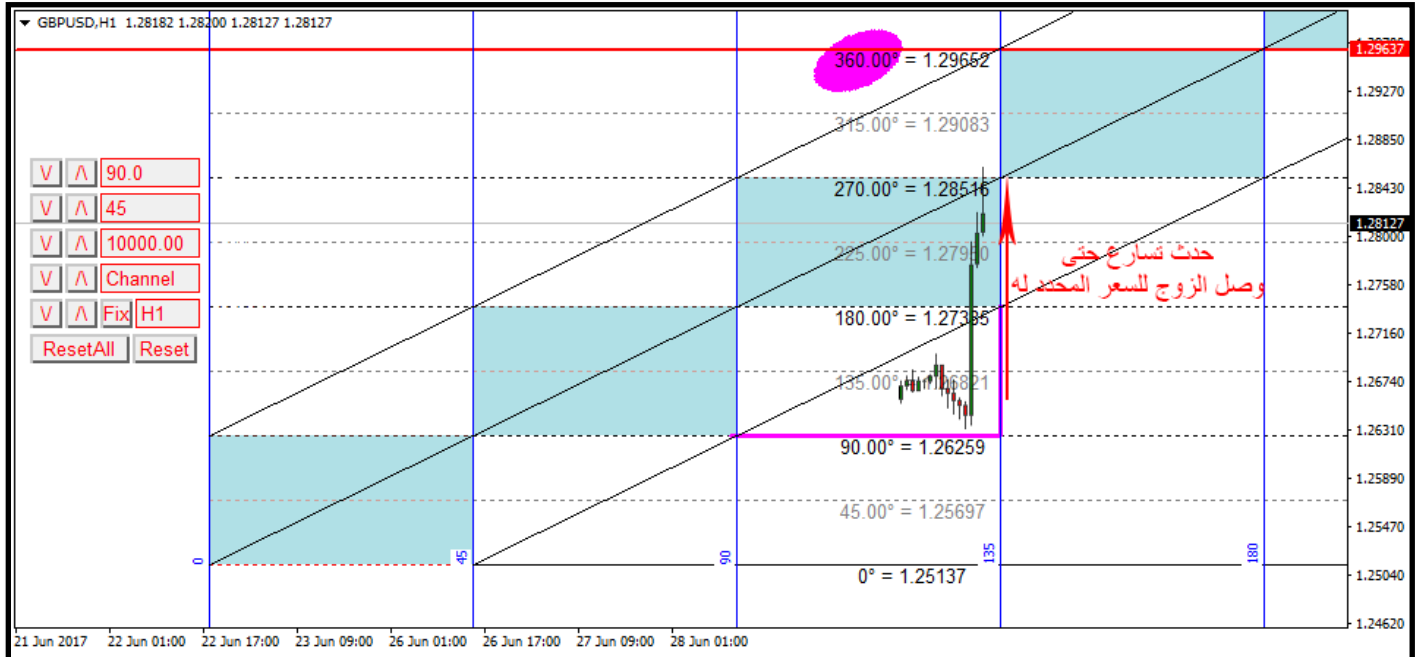 GBPUSD,H1 1.28182 1.28200 1.28127 1.28127
360.00° = 1.29652
1.29637
1.29270
315.00° = 1.29083
1.28850
V Λ 90.0
270.00° = 1.28516
1.28430
V Λ 45
1.28127
V Λ 10000.00
1.28000
225.00° = 1.27950
حدث تسارع حتى
وصل الزوج للسعر المحدد له
V Λ Channel
1.27580
V Λ Fix H1
180.00° = 1.27385
1.27160
ResetAll Reset
135.00° = 1.26821
1.26740
1.26310
90.00° = 1.26259
1.25890
45.00° = 1.25697
1.25470
0 45 90 135 180
0° = 1.25137
1.25040
1.24620
21 Jun 2017 22 Jun 01:00 22 Jun 17:00 23 Jun 09:00 26 Jun 01:00 26 Jun 17:00 27 Jun 09:00 28 Jun 01:00